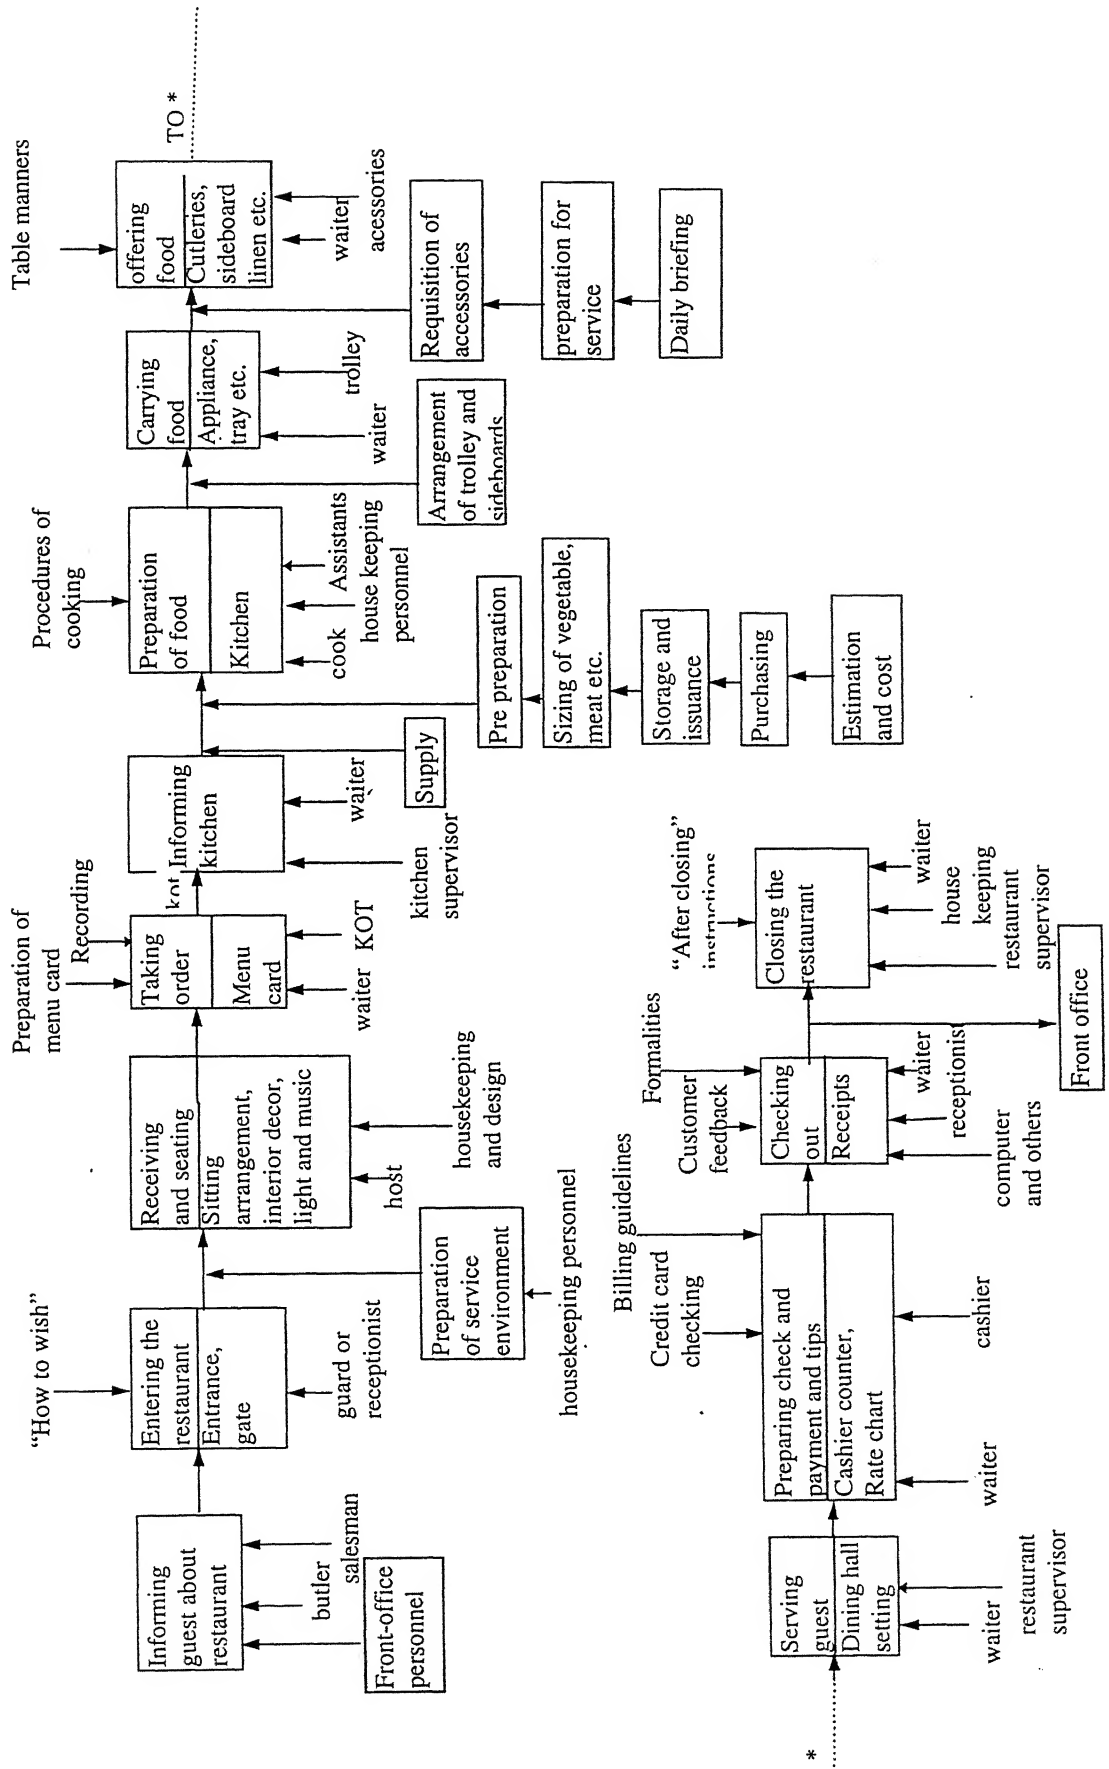 “How to wish”
Preparation of
menu card
Recording
Procedures of
cooking
Table manners
Informing
guest about
restaurant
Entering the
restaurant
Entrance,
gate
Receiving
and seating
Sitting
arrangement,
interior decor,
light and music
Taking
order
Menu
card
kot
Informing
kitchen
Preparation
of food
Kitchen
Carrying
food
Appliance,
tray etc.
offering
food
Cutleries,
sideboard
linen etc.
TO *
butler
salesman
Front-office
personnel
guard or
receptionist
Preparation
of service
environment
housekeeping personnel
host
housekeeping
and design
waiter
KOT
kitchen
supervisor
waiter
Supply
cook
Assistants
house keeping
personnel
Pre preparation
Sizing of vegetable,
meat etc.
Storage and
issuance
Purchasing
Estimation
and cost
waiter
trolley
Arrangement
of trolley and
sideboards
waiter
acessories
Requisition of
accessories
preparation for
service
Daily briefing
*
Serving
guest
Dining hall
setting
waiter
restaurant
supervisor
Credit card
checking
Billing guidelines
Preparing check and
payment and tips
Cashier counter,
Rate chart
waiter
cashier
Customer
feedback
Formalities
Checking
out
Receipts
computer
and others
receptionist
waiter
Front office
“After closing”
instructions
Closing the
restaurant
restaurant
supervisor
house
keeping
waiter